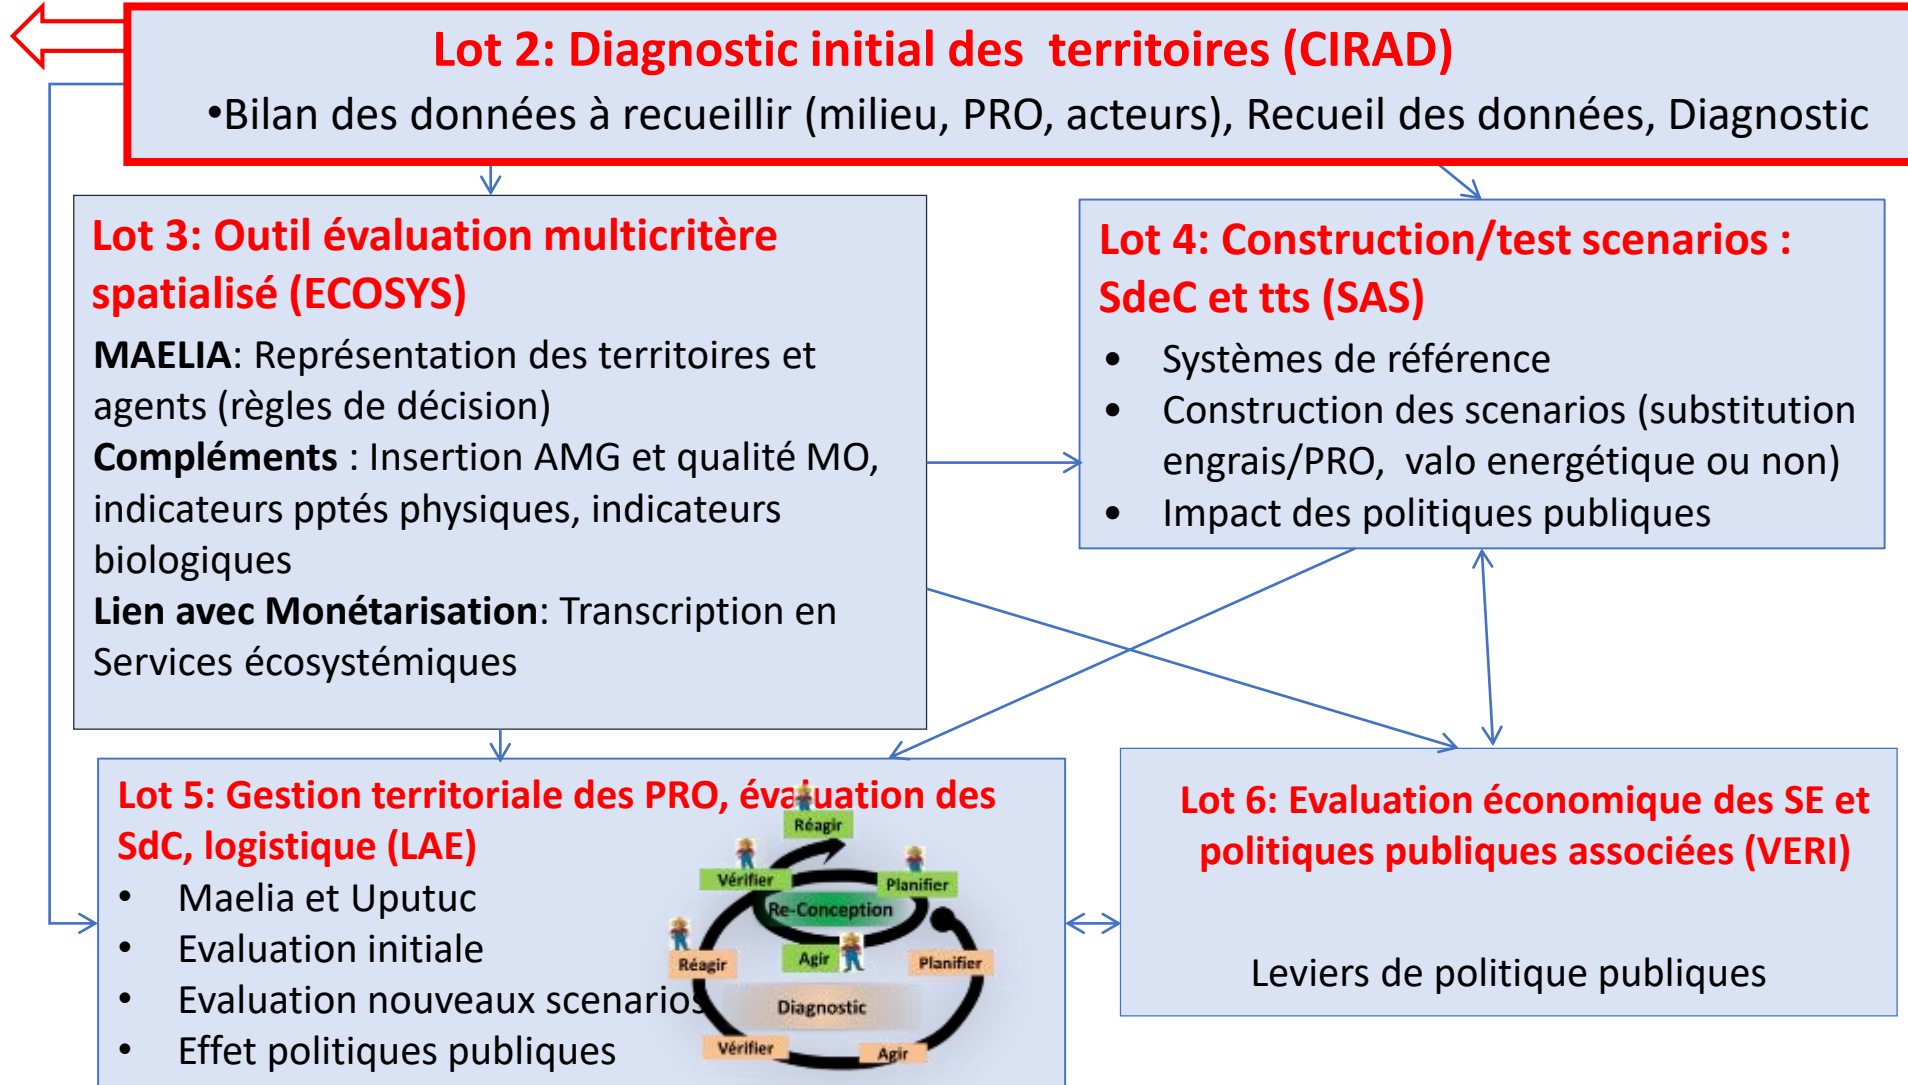 Lot 2: Diagnostic initial des  territoires (CIRAD)
•Bilan des données à recueillir (milieu, PRO, acteurs), Recueil des données, Diagnostic
Lot 3: Outil évaluation multicritère
spatialisé (ECOSYS)
MAELIA: Représentation des territoires et
agents (règles de décision)
Compléments : Insertion AMG et qualité MO,
indicateurs pptés physiques, indicateurs
biologiques
Lien avec Monétarisation: Transcription en
Services écosystémiques
Lot 4: Construction/test scenarios :
SdeC et tts (SAS)
• Systèmes de référence
• Construction des scenarios (substitution
engrais/PRO,  valo energétique ou non)
• Impact des politiques publiques
Lot 5: Gestion territoriale des PRO, évaluation des
SdC, logistique (LAE)
• Maelia et Uputuc
• Evaluation initiale
• Evaluation nouveaux scenarios
• Effet politiques publiques
Réagir
Vérifier
Planifier
Re-Conception
Agir
Réagir
Planifier
Diagnostic
Vérifier
Agir
Lot 6: Evaluation économique des SE et
politiques publiques associées (VERI)
Leviers de politique publiques